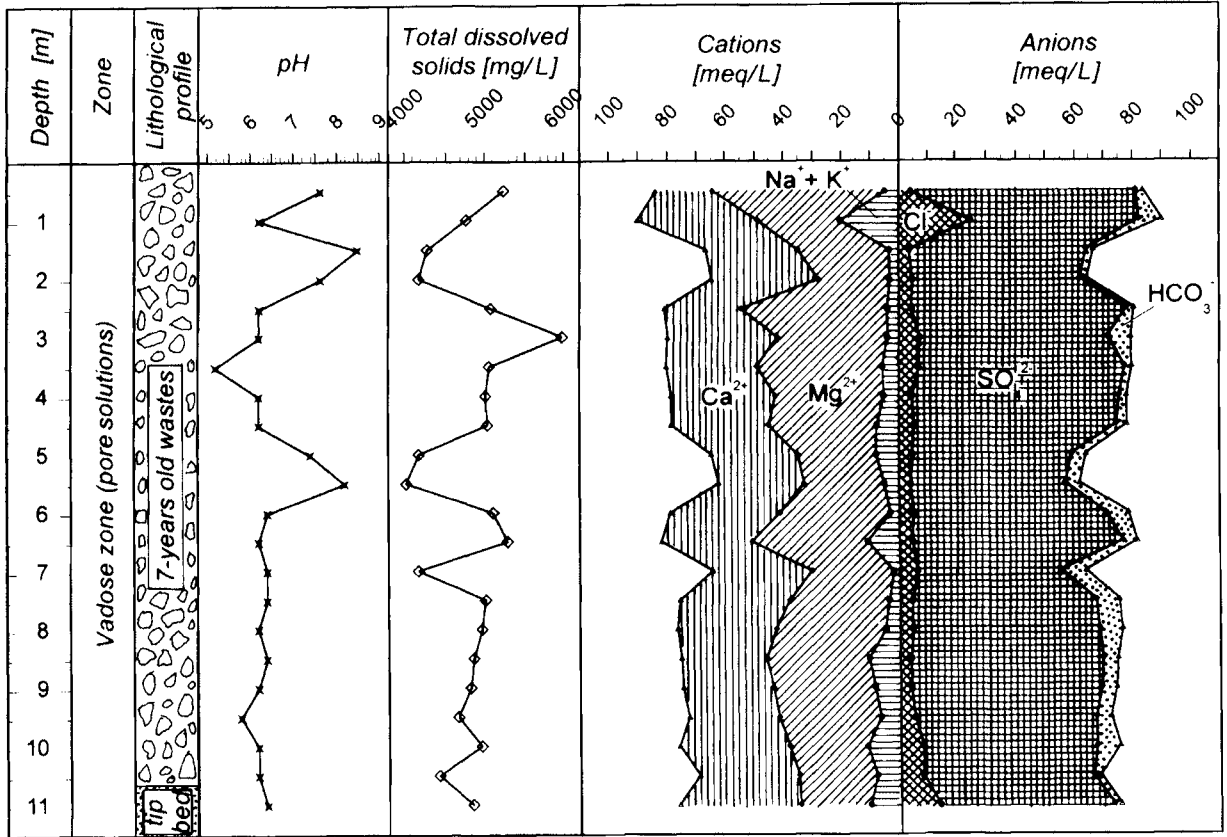 Depth [m]
Zone
Lithological
profile
pH
5 6 7 8 9
Total dissolved
solids [mg/L]
4000 5000 6000
Cations
[meq/L]
100 80 60 40 20 0
Anions
[meq/L]
20 40 60 80 100
1
2
3
4
5
6
7
8
9
10
11
Vadose zone (pore solutions)
7-years old wastes
tip
bed
Na⁺ + K⁺
Cl⁻
HCO₃⁻
Ca²⁺
Mg²⁺
SO₄²⁻